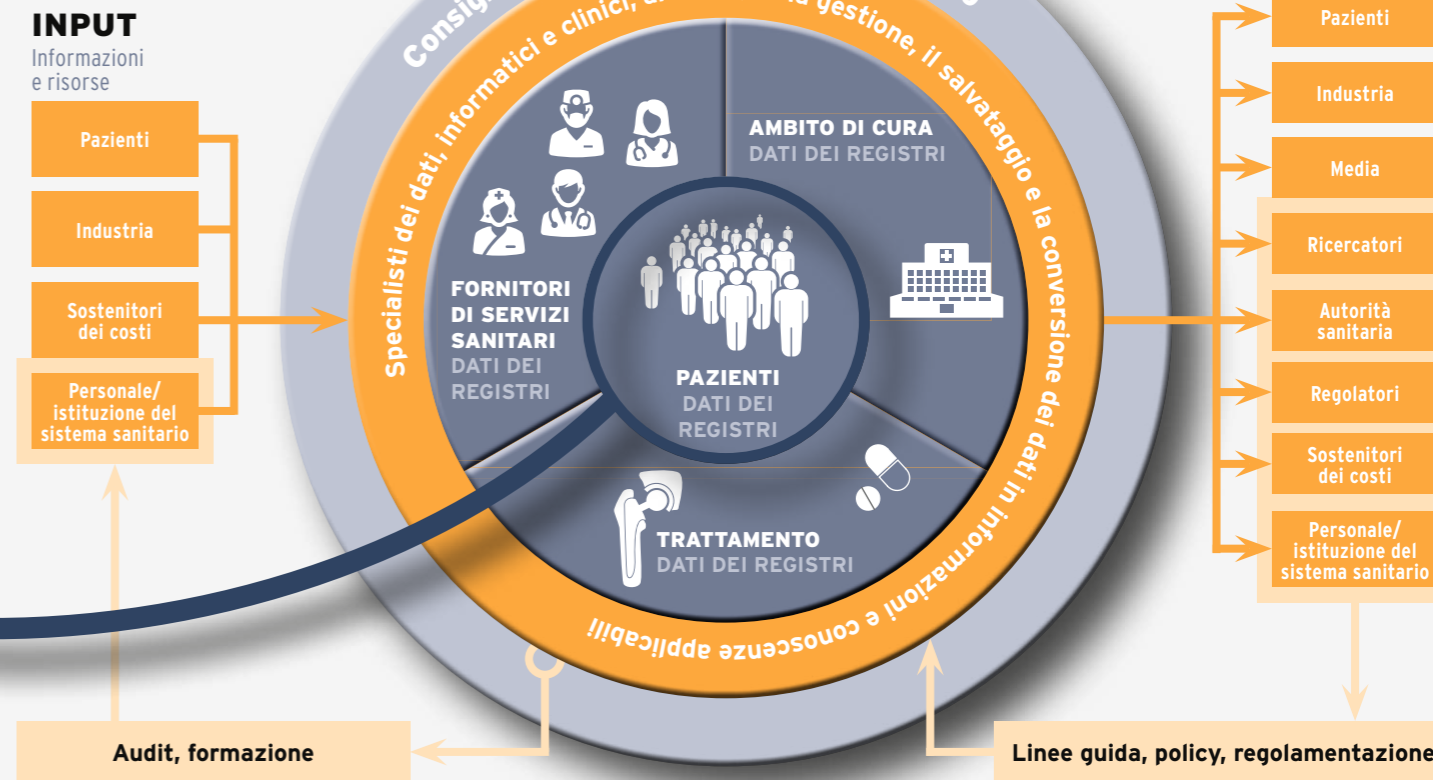 INPUT
Informazioni
e risorse
Pazienti
Industria
Sostenitori
dei costi
Personale/
istituzione del
sistema sanitario
Specialisti dei dati, informatici e clinici, gestione, il salvataggio e la conversione dei dati in informazioni e conoscenze applicabili
FORNITORI
DI SERVIZI
SANITARI
DATI DEI
REGISTRI
AMBITO DI CURA
DATI DEI REGISTRI
PAZIENTI
DATI DEI
REGISTRI
TRATTAMENTO
DATI DEI REGISTRI
Pazienti
Industria
Media
Ricercatori
Autorità
sanitaria
Regolatori
Sostenitori
dei costi
Personale/
istituzione del
sistema sanitario
Audit, formazione
Linee guida, policy, regolamentazione